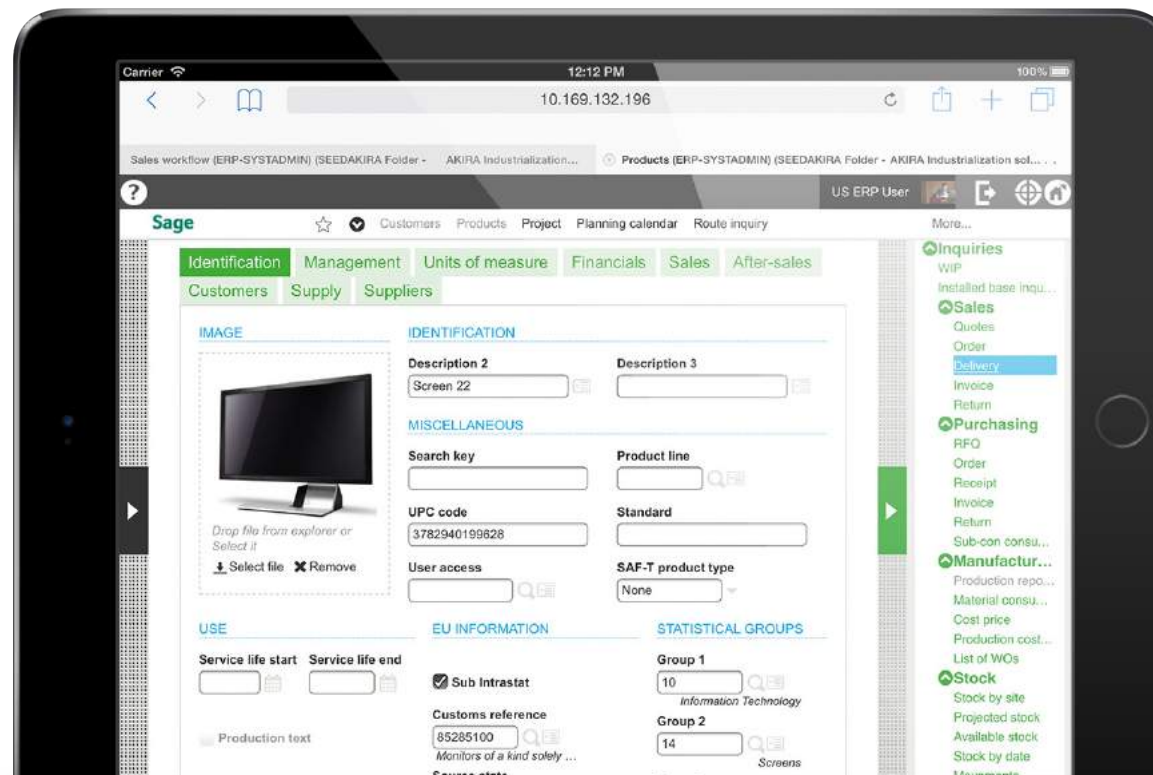 Carrier 12:12 PM 100%
10.169.132.196
Sales workflow (ERP-SYSTADMIN) (SEEDAKIRA Folder - AKIRA Industrialization...
Products (ERP-SYSTADMIN) (SEEDAKIRA Folder - AKIRA Industrialization sol... . .
? US ERP User
Sage Customers Products Project Planning calendar Route inquiry More...
Identification Management Units of measure Financials Sales After-sales
Customers Supply Suppliers
IMAGE
Drop file from explorer or
Select it
Select file Remove
IDENTIFICATION
Description 2 Description 3
Screen 22
MISCELLANEOUS
Search key Product line
UPC code Standard
3782940199628
User access SAF-T product type
None
USE
Service life start Service life end
Production text
EU INFORMATION
Sub Intrastat
Customs reference
85285100
Monitors of a kind solely ...
Source state
STATISTICAL GROUPS
Group 1
10
Information Technology
Group 2
14
Screens
Inquiries
WIP
Installed base inqu...
Sales
Quotes
Order
Delivery
Invoice
Return
Purchasing
RFQ
Order
Receipt
Invoice
Return
Sub-con consu...
Manufactur...
Production repo...
Material consu...
Cost price
Production cost...
List of WOs
Stock
Stock by site
Projected stock
Available stock
Stock by date
Movements